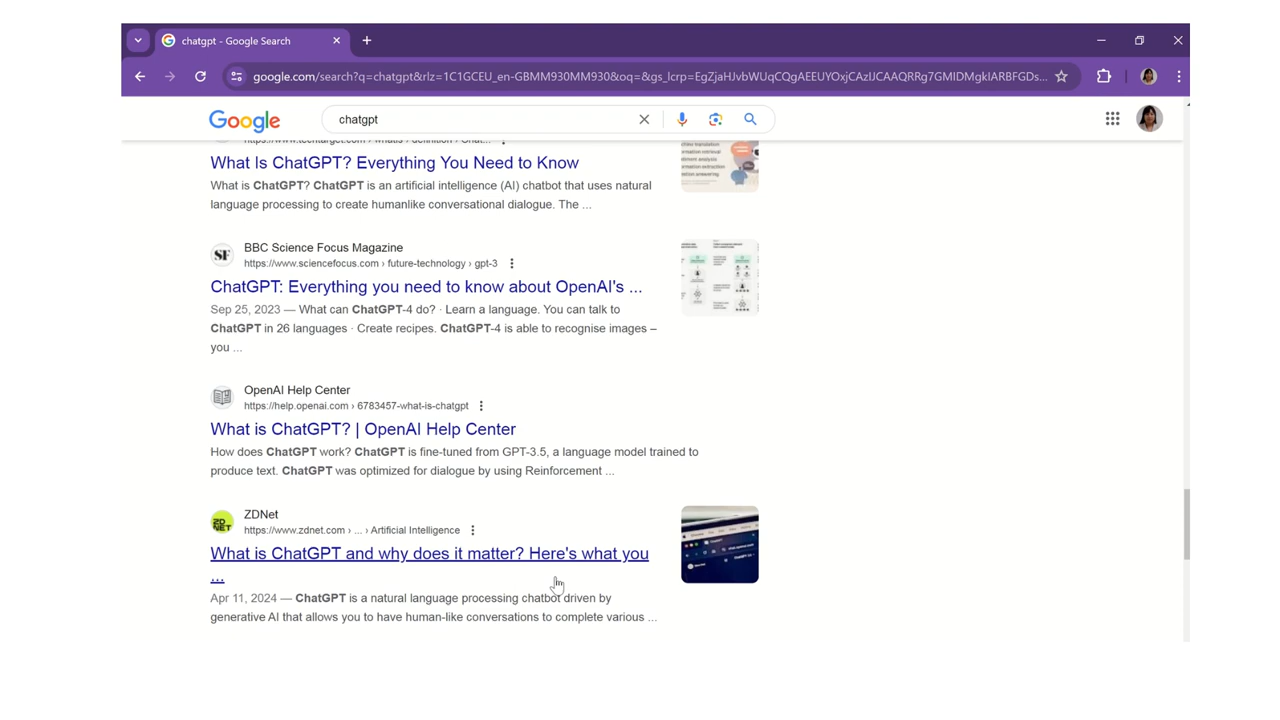 chatgpt - Google Search
google.com/search?q=chatgpt&rlz=1C1GCEU_en-GBMM930MM930&oq=&gs_lcrp=EgZjaHJvbWUqCQgAEEUYOxjCAzIJCAAQRRg7GMIDMgkIARBFGDs...
Google
chatgpt
What Is ChatGPT? Everything You Need to Know
What is ChatGPT? ChatGPT is an artificial intelligence (AI) chatbot that uses natural
language processing to create humanlike conversational dialogue. The ...
BBC Science Focus Magazine
SF
https://www.sciencefocus.com › future-technology › gpt-3
ChatGPT: Everything you need to know about OpenAI's ...
Sep 25, 2023 — What can ChatGPT-4 do? · Learn a language. You can talk to
ChatGPT in 26 languages · Create recipes. ChatGPT-4 is able to recognise images –
you ...
OpenAI Help Center
https://help.openai.com › 6783457-what-is-chatgpt
What is ChatGPT? | OpenAI Help Center
How does ChatGPT work? ChatGPT is fine-tuned from GPT-3.5, a language model trained to
produce text. ChatGPT was optimized for dialogue by using Reinforcement ...
ZDNet
ZDNET
https://www.zdnet.com › ... › Artificial Intelligence
What is ChatGPT and why does it matter? Here's what you
...
Apr 11, 2024 — ChatGPT is a natural language processing chatbot driven by
generative AI that allows you to have human-like conversations to complete various ...